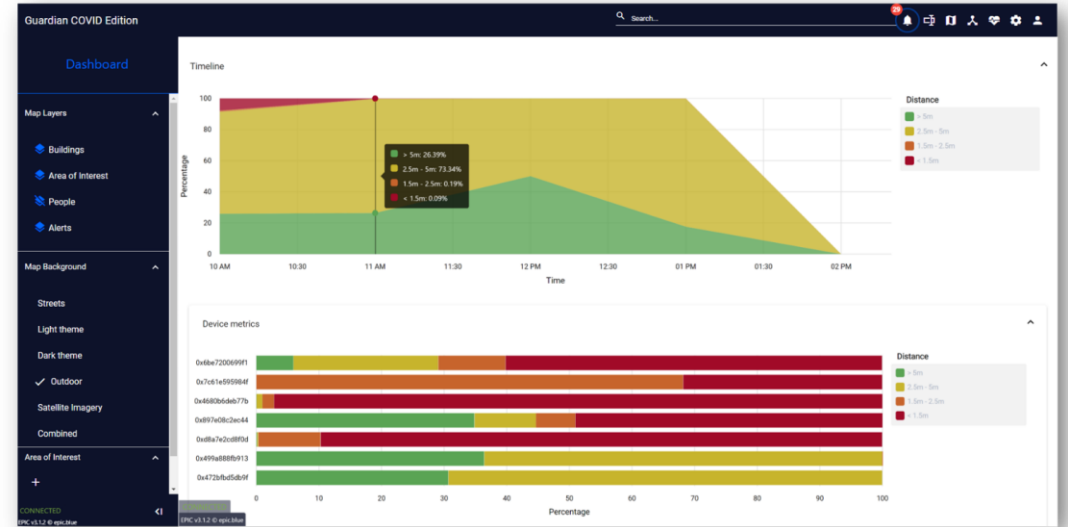 Guardian COVID Edition
Search...
29
Dashboard
Map Layers
Buildings
Area of Interest
People
Alerts
Map Background
Streets
Light theme
Dark theme
Outdoor
Satellite Imagery
Combined
Area of Interest
+
CONNECTED
EPIC v3.1.2 © epic.blue
EPIC v3.1.2 © epic.blue
Timeline
Percentage
100
80
60
40
20
0
> 5m: 26.39%
2.5m - 5m: 73.34%
1.5m - 2.5m: 0.19%
< 1.5m: 0.09%
10 AM 10:30 11 AM 11:30 12 PM 12:30 01 PM 01:30 02 PM
Time
Distance
> 5m
2.5m - 5m
1.5m - 2.5m
< 1.5m
Device metrics
0x6be7200699f1
0x7c61e595984f
0x4680b6deb77b
0x897e08c2ec44
0xd8a7e2cd8f0d
0x499a888fb913
0x472bfbd5db9f
0 10 20 30 40 50 60 70 80 90 100
Percentage
Distance
> 5m
2.5m - 5m
1.5m - 2.5m
< 1.5m